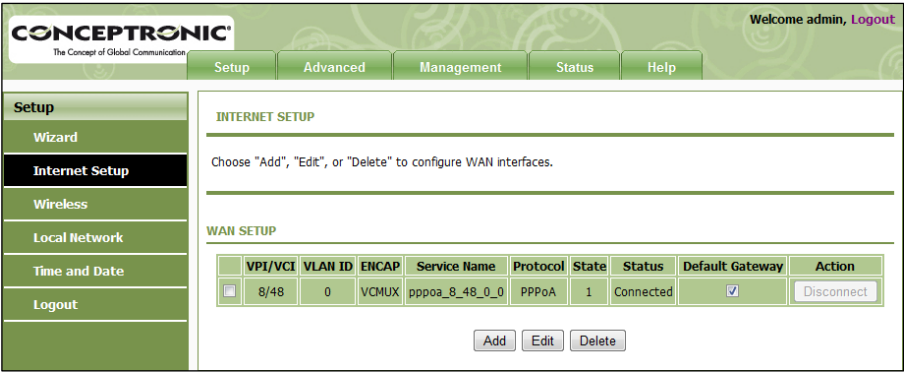 CONCEPTRONIC®
The Concept of Global Communication
Welcome admin, Logout
Setup Advanced Management Status Help
Setup
Wizard
Internet Setup
Wireless
Local Network
Time and Date
Logout
INTERNET SETUP
Choose "Add", "Edit", or "Delete" to configure WAN interfaces.
WAN SETUP
VPI/VCI VLAN ID ENCAP Service Name Protocol State Status Default Gateway Action
8/48 0 VCMUX pppoa_8_48_0_0 PPPoA 1 Connected Disconnect
Add Edit Delete